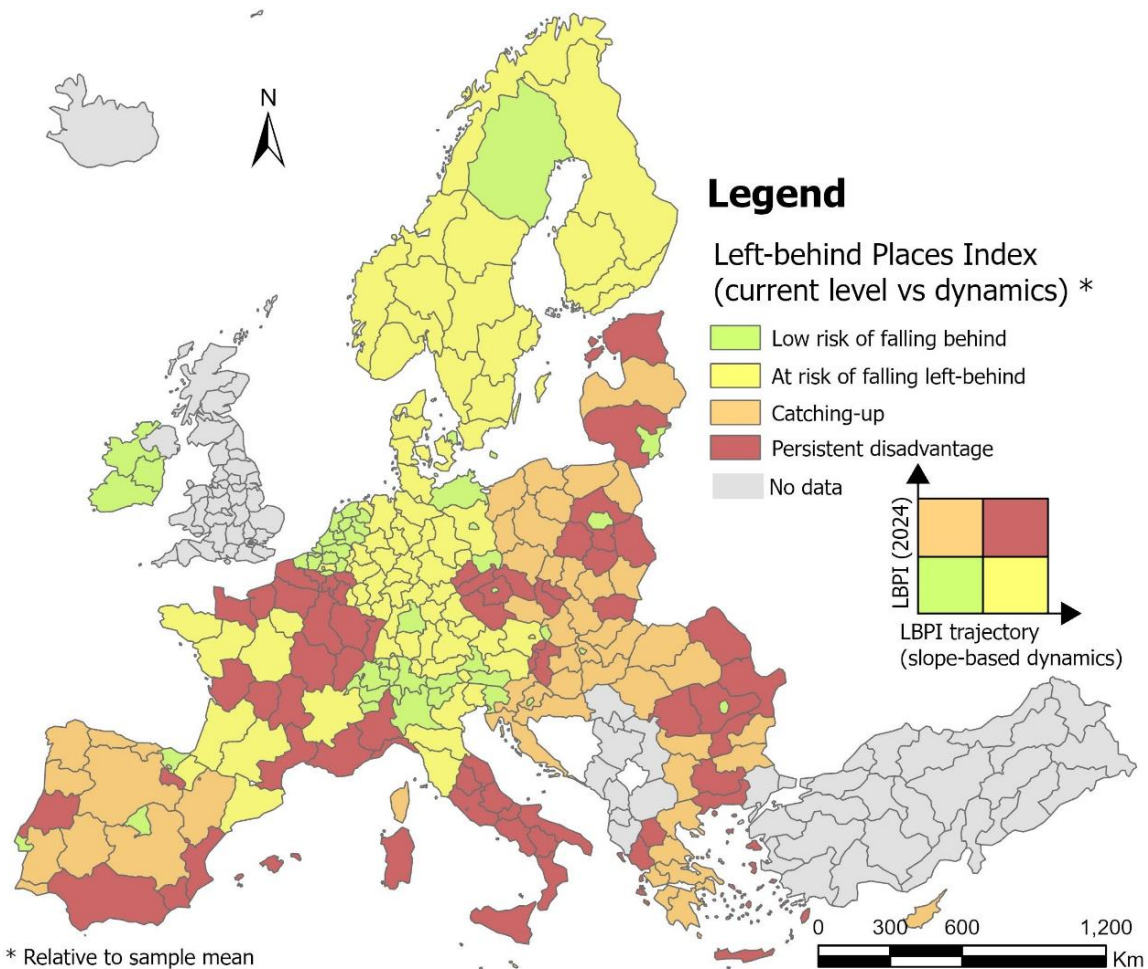 N
Legend
Left-behind Places Index
(current level vs dynamics) *
Low risk of falling behind
At risk of falling left-behind
Catching-up
Persistent disadvantage
No data
LBPI (2024)
LBPI trajectory
(slope-based dynamics)
0 300 600 1,200
Km
* Relative to sample mean